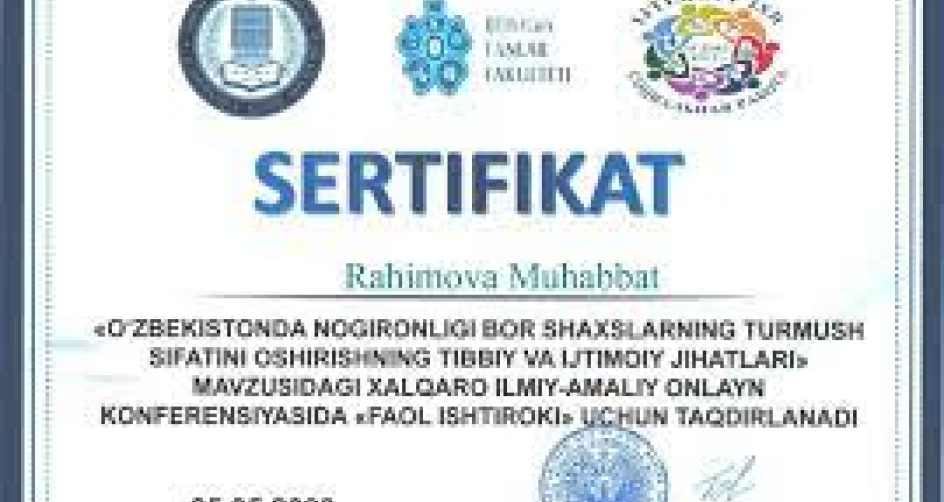 FAKULTETI
SERTIFIKAT
Rahimova Muhabbat
«O'ZBEKISTONDA NOGIRONLIGI BOR SHAXSLARNING TURMUSH
SIFATINI OSHIRISHNING TIBBIY VA IJTIMOIY JIHATLARI»
MAVZUSIDAGI XALQARO ILMIY-AMALIY ONLAYN
KONFERENSIYASIDA «FAOL ISHTIROKI» UCHUN TAQDIRLANADI